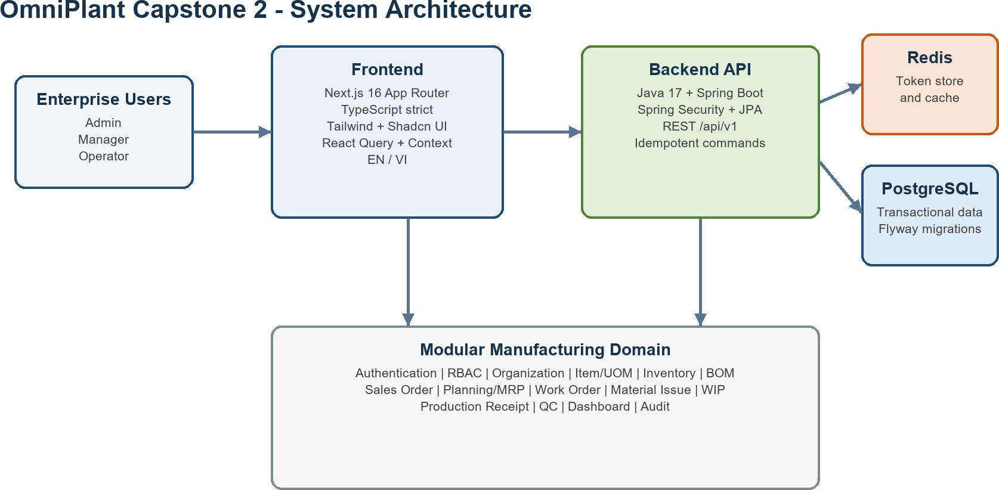 OmniPlant Capstone 2 - System Architecture
Enterprise Users
Admin
Manager
Operator
Frontend
Next.js 16 App Router
TypeScript strict
Tailwind + Shadcn UI
React Query + Context
EN / VI
Backend API
Java 17 + Spring Boot
Spring Security + JPA
REST /api/v1
Idempotent commands
Redis
Token store
and cache
PostgreSQL
Transactional data
Flyway migrations
Modular Manufacturing Domain
Authentication | RBAC | Organization | Item/UOM | Inventory | BOM
Sales Order | Planning/MRP | Work Order | Material Issue | WIP
Production Receipt | QC | Dashboard | Audit